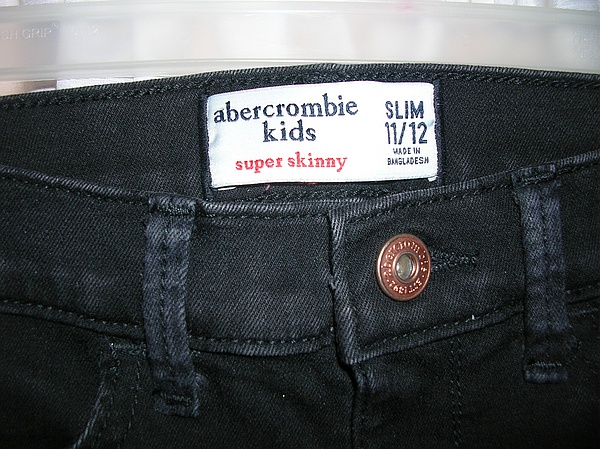 abercrombie
kids
super skinny
SLIM
11/12
MADE IN
BANGLADESH